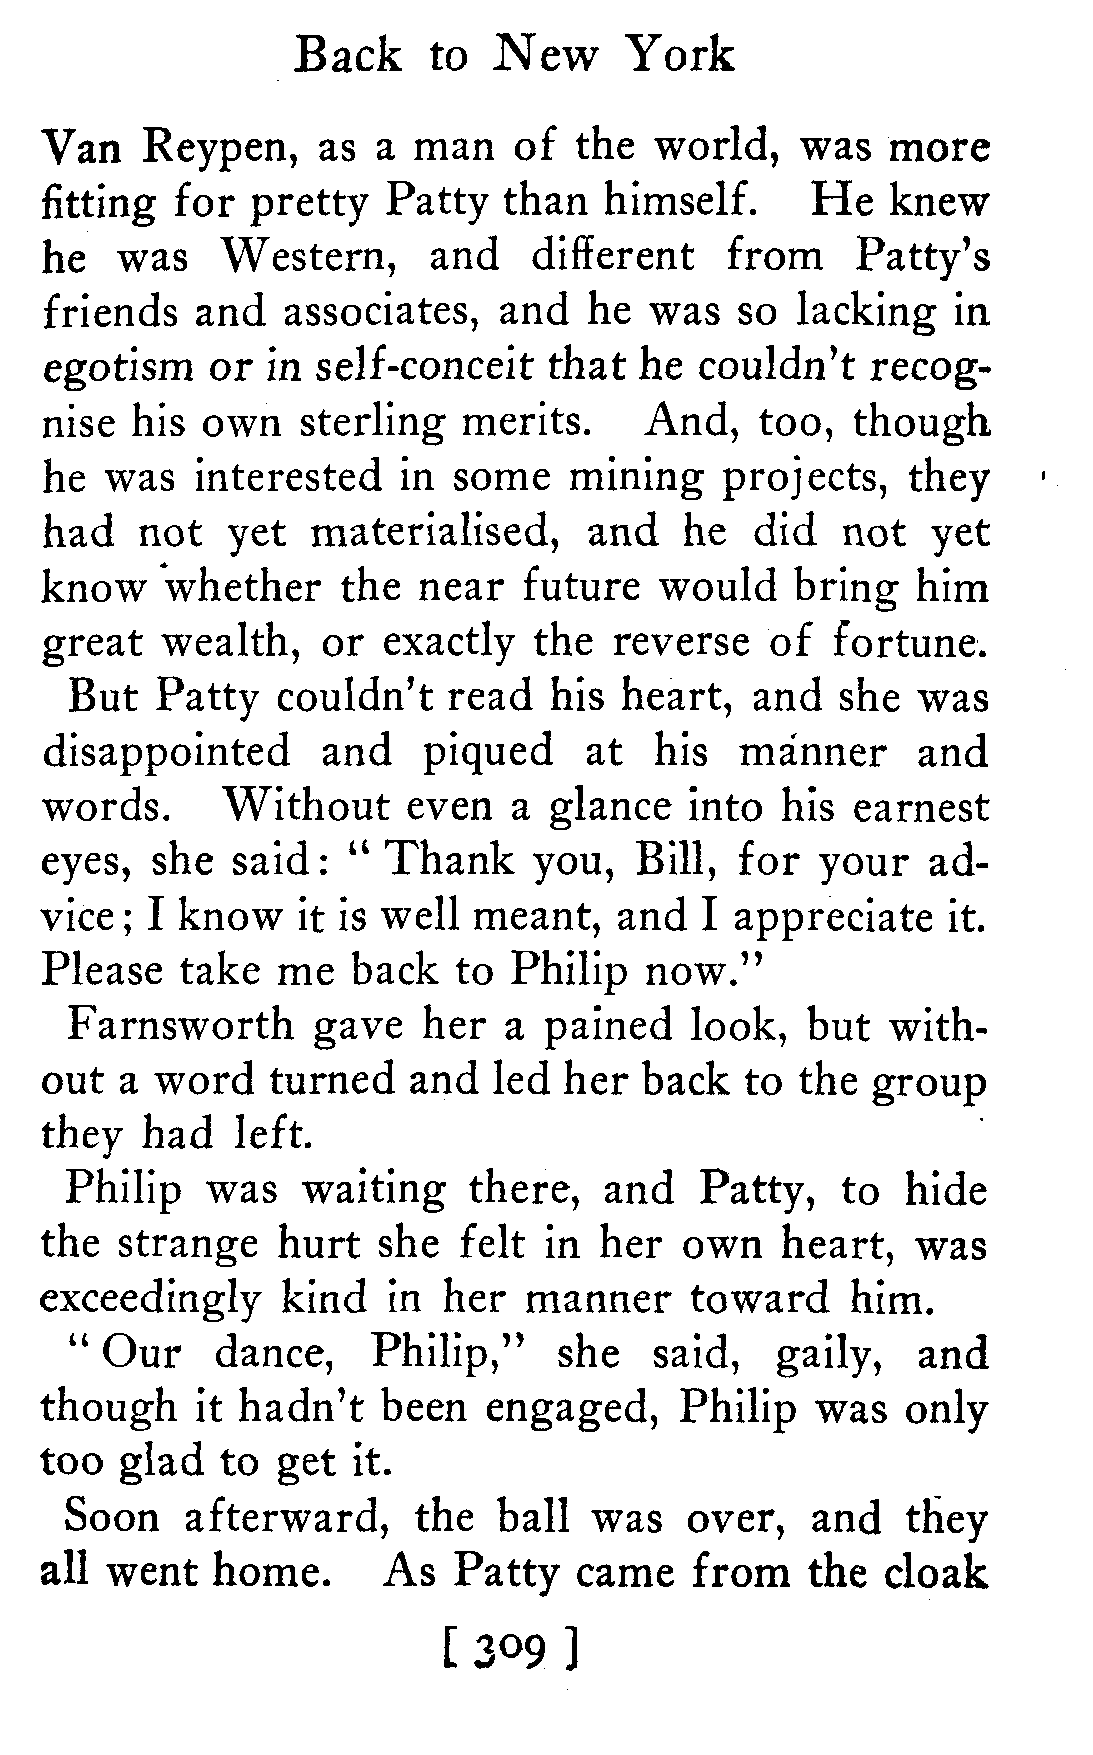 Back to New York
Van Reypen, as a man of the world, was more
fitting for pretty Patty than himself. He knew
he was Western, and different from Patty's
friends and associates, and he was so lacking in
egotism or in self-conceit that he couldn't recog-
nise his own sterling merits. And, too, though
he was interested in some mining projects, they
had not yet materialised, and he did not yet
know whether the near future would bring him
great wealth, or exactly the reverse of fortune.
But Patty couldn't read his heart, and she was
disappointed and piqued at his manner and
words. Without even a glance into his earnest
eyes, she said: " Thank you, Bill, for your ad-
vice; I know it is well meant, and I appreciate it.
Please take me back to Philip now."
Farnsworth gave her a pained look, but with-
out a word turned and led her back to the group
they had left.
Philip was waiting there, and Patty, to hide
the strange hurt she felt in her own heart, was
exceedingly kind in her manner toward him.
" Our dance, Philip," she said, gaily, and
though it hadn't been engaged, Philip was only
too glad to get it.
Soon afterward, the ball was over, and they
all went home. As Patty came from the cloak
[ 309 ]